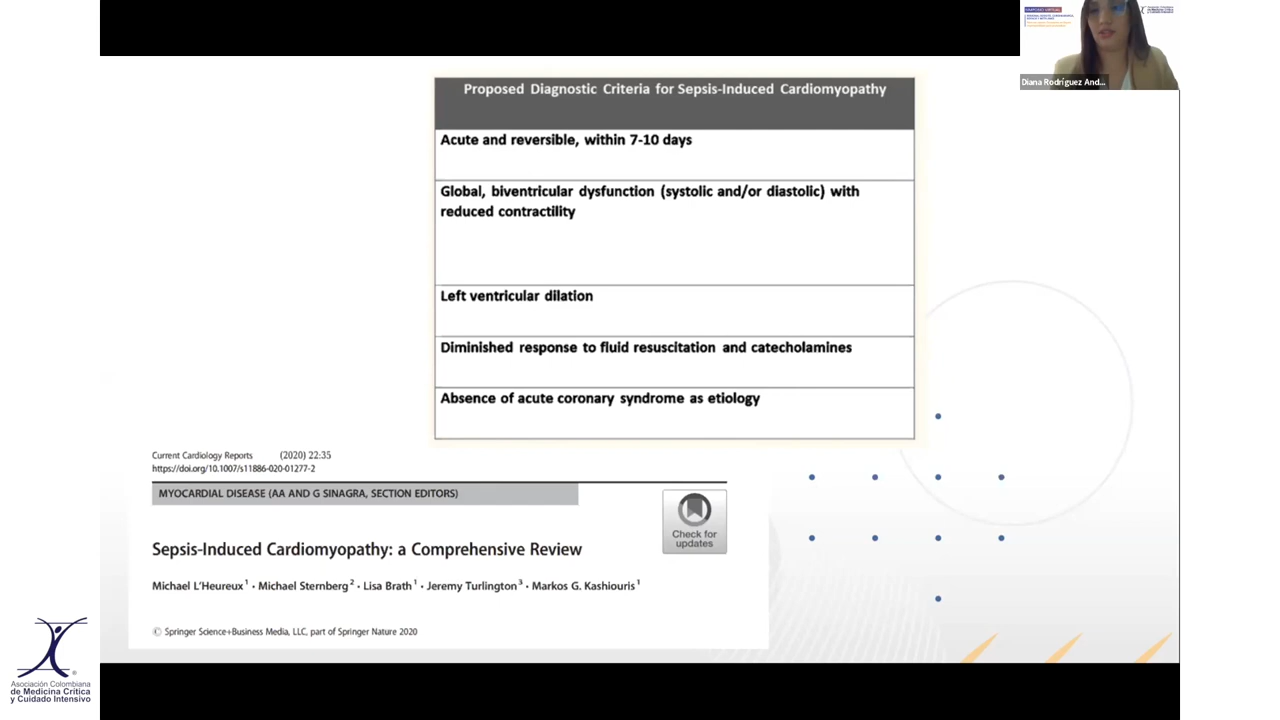 Proposed Diagnostic Criteria for Sepsis-Induced Cardiomyopathy
Acute and reversible, within 7-10 days
Global, biventricular dysfunction (systolic and/or diastolic) with
reduced contractility
Left ventricular dilation
Diminished response to fluid resuscitation and catecholamines
Absence of acute coronary syndrome as etiology
Current Cardiology Reports (2020) 22:35
https://doi.org/10.1007/s11886-020-01277-2
MYOCARDIAL DISEASE (AA AND G SINAGRA, SECTION EDITORS)
Check for
updates
Sepsis-Induced Cardiomyopathy: a Comprehensive Review
Michael L'Heureux 1 · Michael Sternberg 2 · Lisa Brath 1 · Jeremy Turlington 3 · Markos G. Kashiouris 1
© Springer Science+Business Media, LLC, part of Springer Nature 2020
Asociación Colombiana
de Medicina Crítica
y Cuidado Intensivo
®
SIMPOSIO VIRTUAL
Diana Rodríguez And...